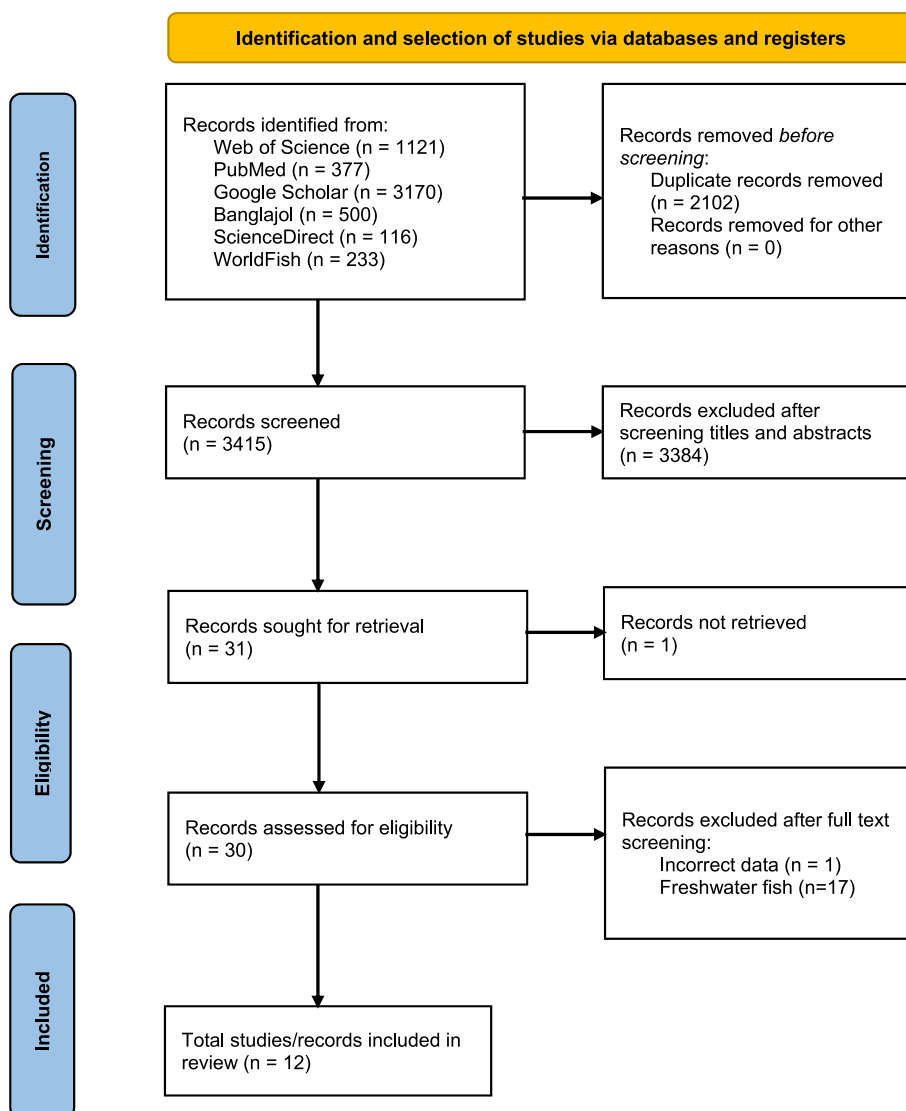 Identification and selection of studies via databases and registers
Identification
Records identified from:
Web of Science (n = 1121)
PubMed (n = 377)
Google Scholar (n = 3170)
Banglajol (n = 500)
ScienceDirect (n = 116)
WorldFish (n = 233)
Records removed before
screening:
Duplicate records removed
(n = 2102)
Records removed for other
reasons (n = 0)
Screening
Records screened
(n = 3415)
Records excluded after
screening titles and abstracts
(n = 3384)
Records sought for retrieval
(n = 31)
Records not retrieved
(n = 1)
Eligibility
Records assessed for eligibility
(n = 30)
Records excluded after full text
screening:
Incorrect data (n = 1)
Freshwater fish (n=17)
Included
Total studies/records included in
review (n = 12)